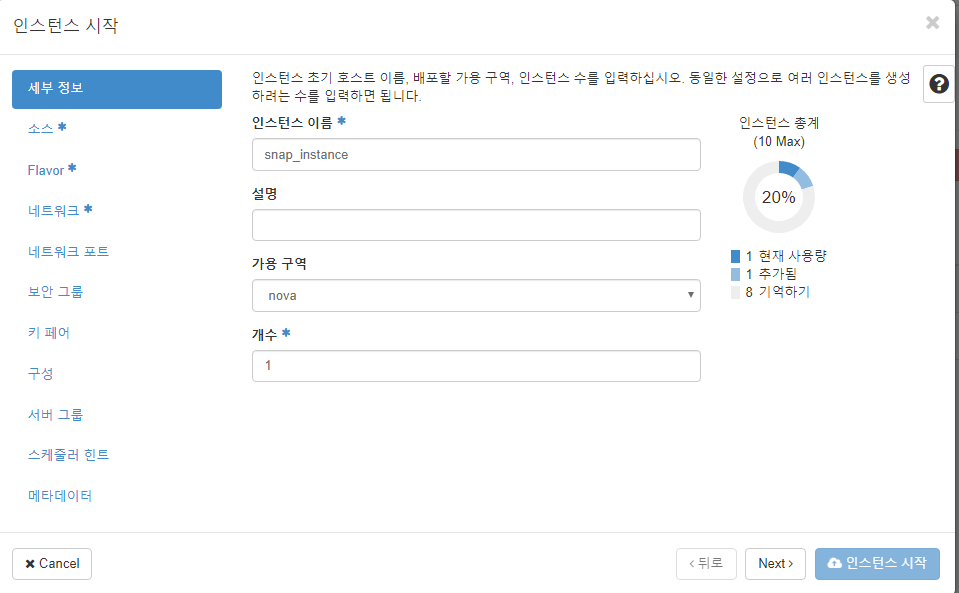 인스턴스 시작
세부 정보
소스 *
Flavor *
네트워크 *
네트워크 포트
보안 그룹
키 페어
구성
서버 그룹
스케줄러 힌트
메타데이터
인스턴스 초기 호스트 이름, 배포할 가용 구역, 인스턴스 수를 입력하십시오. 동일한 설정으로 여러 인스턴스를 생성
하려는 수를 입력하면 됩니다.
인스턴스 이름 *
snap_instance
설명
가용 구역
nova
개수 *
1
인스턴스 총계
(10 Max)
20%
1 현재 사용량
1 추가됨
8 기억하기
Cancel
뒤로
Next
인스턴스 시작